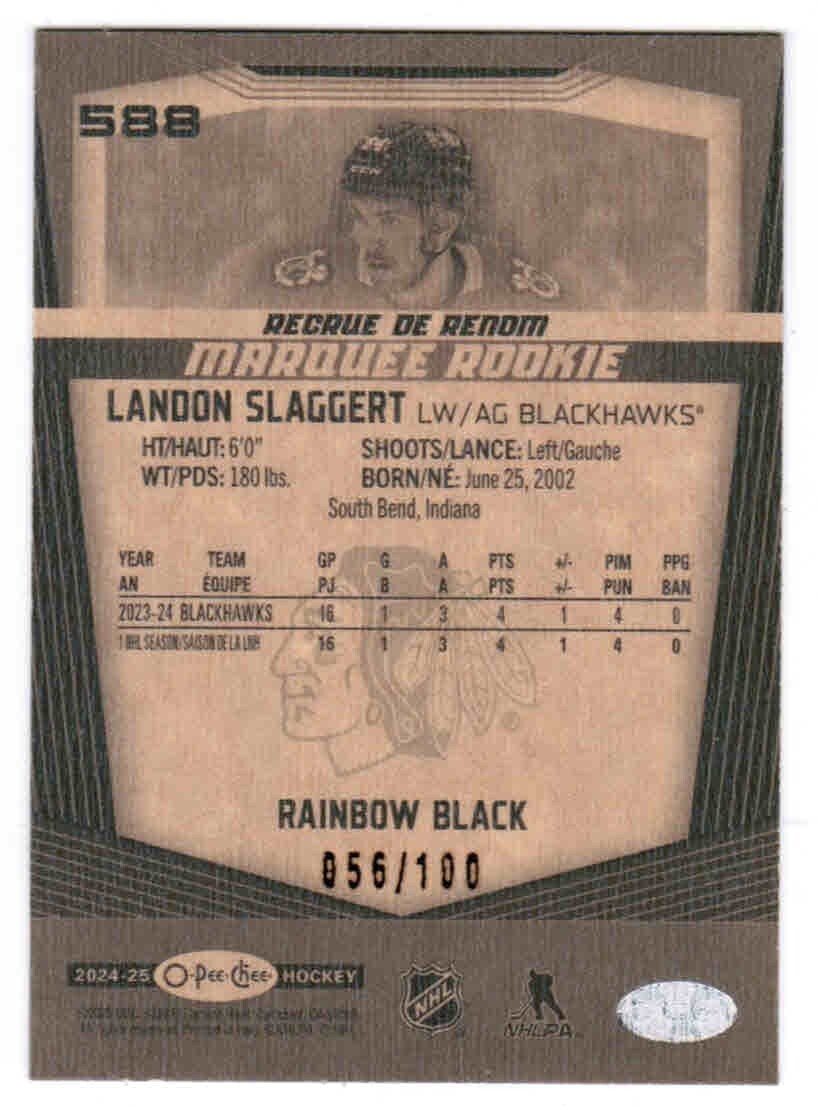 588
RECRUE DE RENOM
MARQUEE ROOKIE
LANDON SLAGGERT LW/AG BLACKHAWKS®
HT/HAUT: 6'0" SHOOTS/LANCE: Left/Gauche
WT/PDS: 180 lbs. BORN/NÉ: June 25, 2002
South Bend, Indiana
YEAR TEAM GP G A PTS +/- PIM PPG
AN ÉQUIPE PJ B A PTS +/- PUN BAN
2023-24 BLACKHAWKS 16 1 3 4 1 4 0
1 NHL SEASON/SAISON DE LA LNH 16 1 3 4 1 4 0
RAINBOW BLACK
056/100
2024-25 O-Pee-Chee HOCKEY
NHL
NHLPA